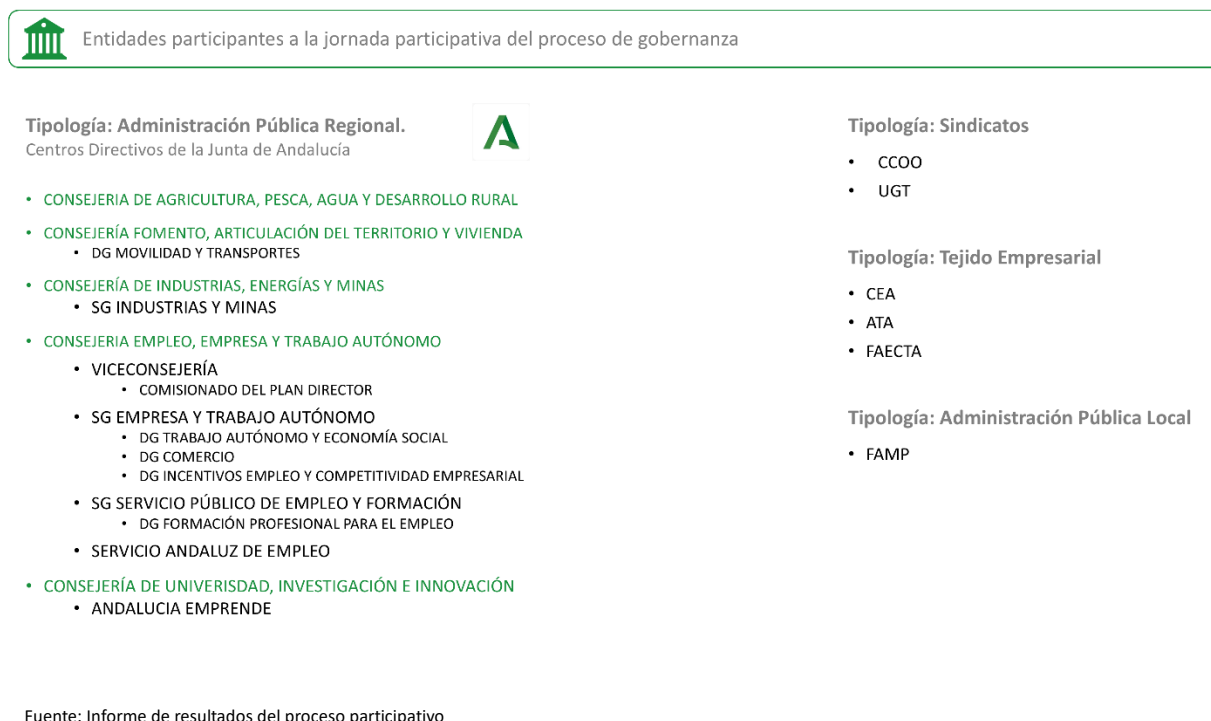 Entidades participantes a la jornada participativa del proceso de gobernanza
Tipología: Administración Pública Regional.
Centros Directivos de la Junta de Andalucía
• CONSEJERIA DE AGRICULTURA, PESCA, AGUA Y DESARROLLO RURAL
• CONSEJERÍA FOMENTO, ARTICULACIÓN DEL TERRITORIO Y VIVIENDA
• DG MOVILIDAD Y TRANSPORTES
• CONSEJERÍA DE INDUSTRIAS, ENERGÍAS Y MINAS
• SG INDUSTRIAS Y MINAS
• CONSEJERIA EMPLEO, EMPRESA Y TRABAJO AUTÓNOMO
• VICECONSEJERÍA
• COMISIONADO DEL PLAN DIRECTOR
• SG EMPRESA Y TRABAJO AUTÓNOMO
• DG TRABAJO AUTÓNOMO Y ECONOMÍA SOCIAL
• DG COMERCIO
• DG INCENTIVOS EMPLEO Y COMPETITIVIDAD EMPRESARIAL
• SG SERVICIO PÚBLICO DE EMPLEO Y FORMACIÓN
• DG FORMACIÓN PROFESIONAL PARA EL EMPLEO
• SERVICIO ANDALUZ DE EMPLEO
• CONSEJERÍA DE UNIVERISDAD, INVESTIGACIÓN E INNOVACIÓN
• ANDALUCIA EMPRENDE
Tipología: Sindicatos
• CCOO
• UGT
Tipología: Tejido Empresarial
• CEA
• ATA
• FAECTA
Tipología: Administración Pública Local
• FAMP
Fuente: Informe de resultados del proceso participativo